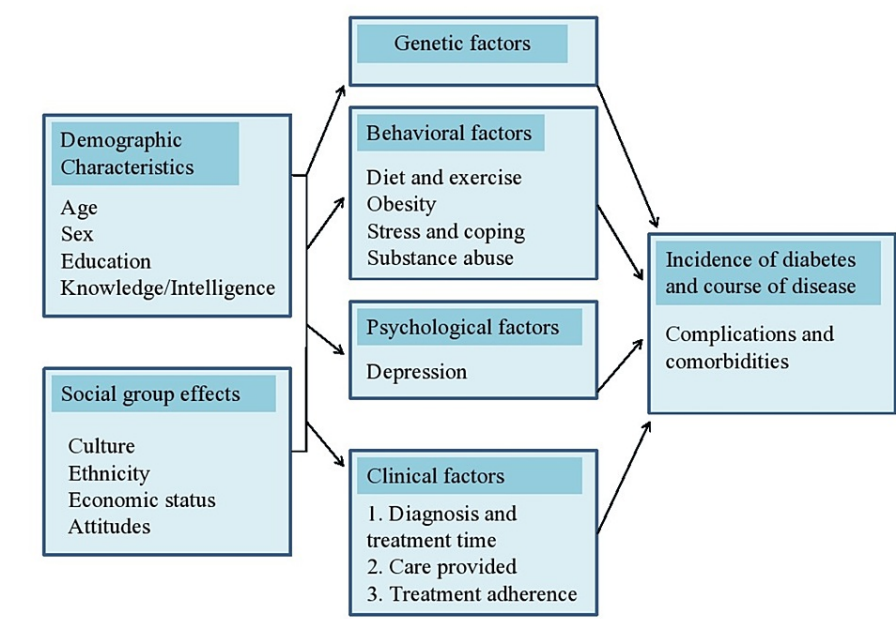 Demographic
Characteristics
Age
Sex
Education
Knowledge/Intelligence
Social group effects
Culture
Ethnicity
Economic status
Attitudes
Genetic factors
Behavioral factors
Diet and exercise
Obesity
Stress and coping
Substance abuse
Psychological factors
Depression
Clinical factors
1. Diagnosis and
treatment time
2. Care provided
3. Treatment adherence
Incidence of diabetes
and course of disease
Complications and
comorbidities